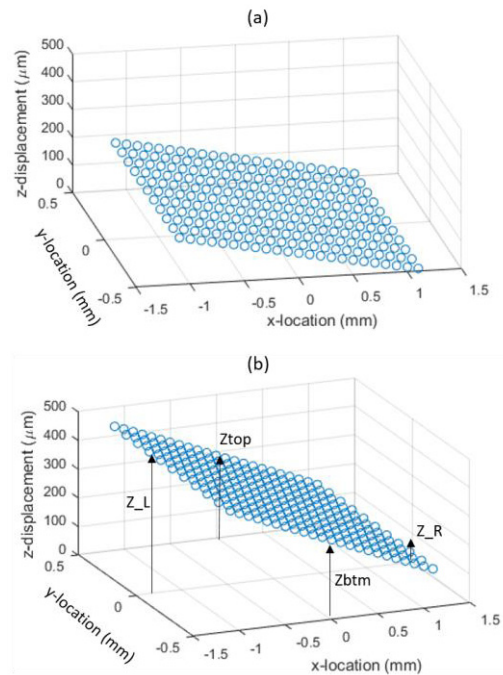 (a)
500
400
300
200
100
0
0.5
0
-0.5
-1.5
-1
-0.5
0
0.5
1
1.5
z-displacement (μm)
y-location (mm)
x-location (mm)
(b)
500
400
300
200
100
0
0.5
0
-0.5
-1.5
-1
-0.5
0
0.5
1
1.5
z-displacement (μm)
y-location (mm)
x-location (mm)
Ztop
Z_L
Z_R
Zbtm